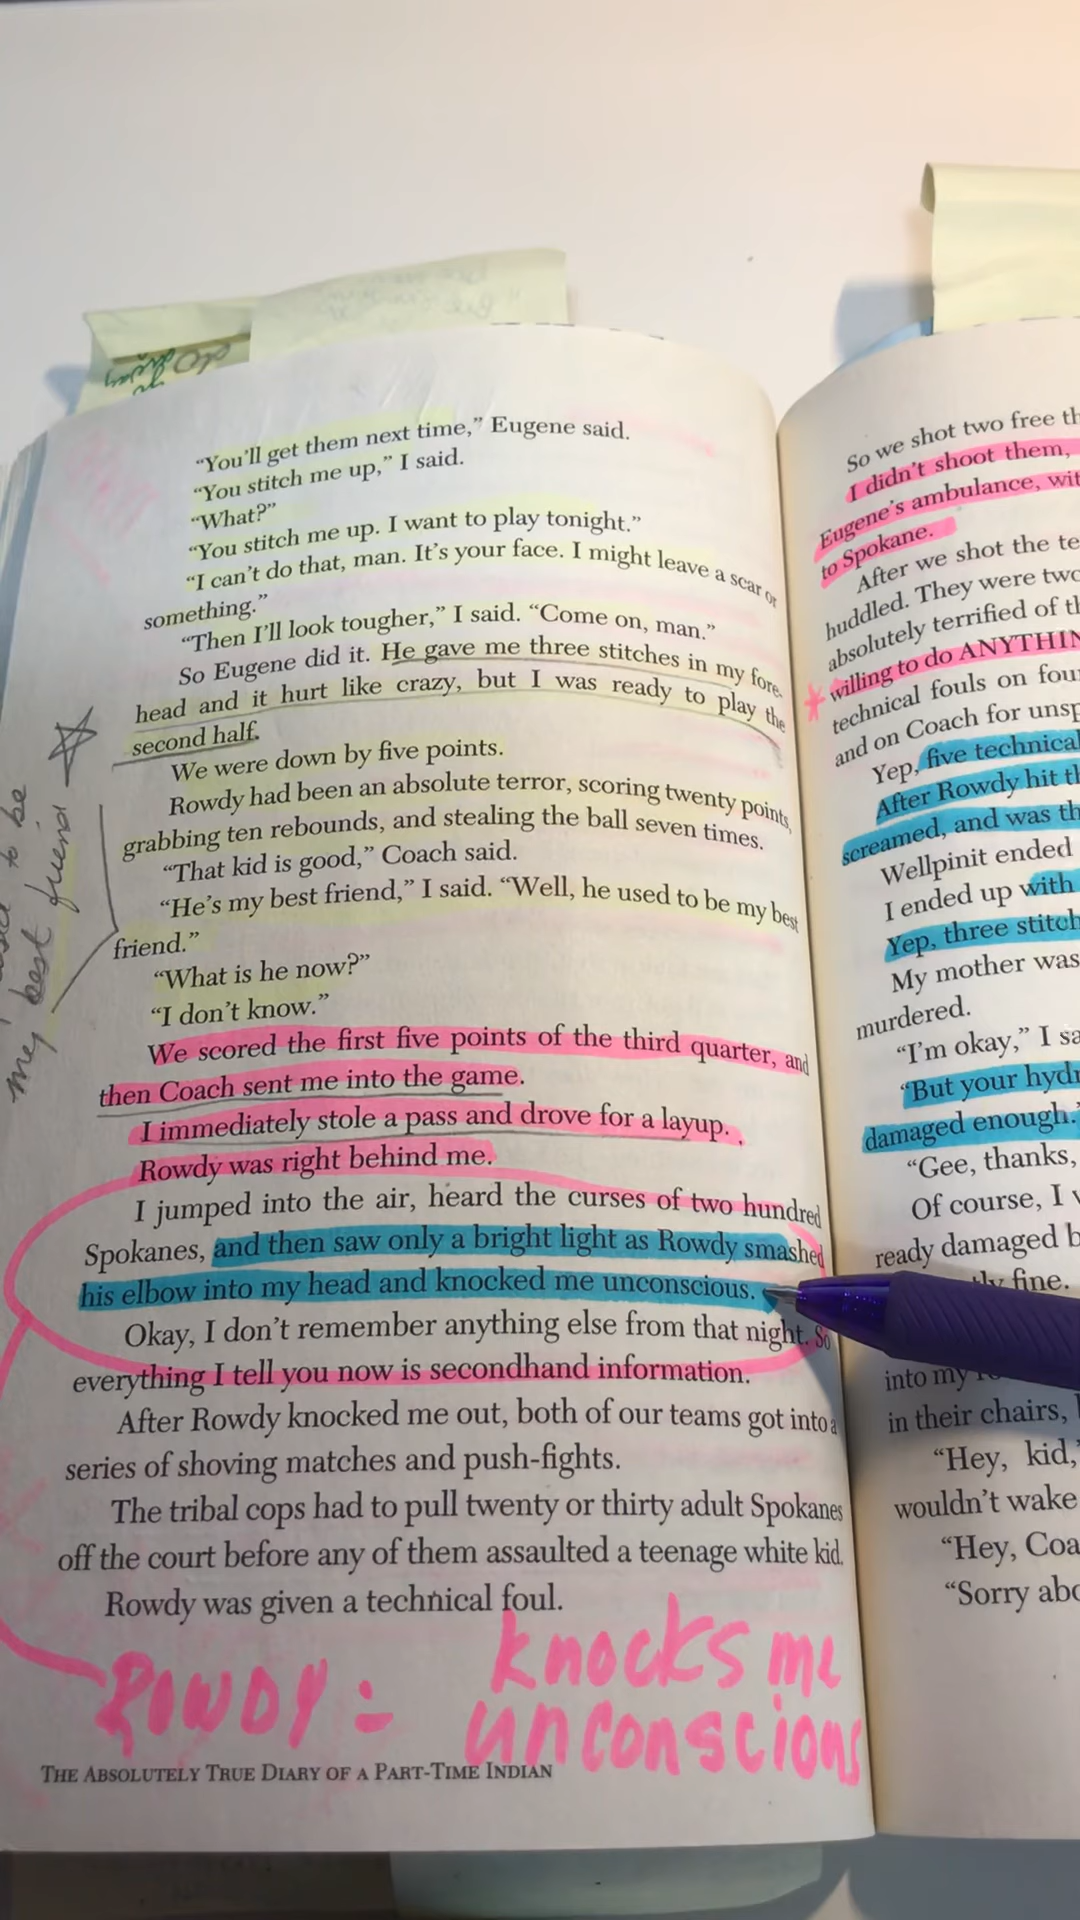 "You'll get them next time," Eugene said.
"You stitch me up," I said.
"What?"
"You stitch me up. I want to play tonight."
"I can't do that, man. It's your face. I might leave a scar or
something."
"Then I'll look tougher," I said. "Come on, man."
So Eugene did it. He gave me three stitches in my fore-
head and it hurt like crazy, but I was ready to play the
second half.
We were down by five points.
Rowdy had been an absolute terror, scoring twenty points,
grabbing ten rebounds, and stealing the ball seven times.
"That kid is good," Coach said.
"He's my best friend," I said. "Well, he used to be my best
friend."
"What is he now?"
"I don't know."
We scored the first five points of the third quarter, and
then Coach sent me into the game.
I immediately stole a pass and drove for a layup.
Rowdy was right behind me.
I jumped into the air, heard the curses of two hundred
Spokanes, and then saw only a bright light as Rowdy smashed
his elbow into my head and knocked me unconscious.
Okay, I don't remember anything else from that night. So
everything I tell you now is secondhand information.
After Rowdy knocked me out, both of our teams got into a
series of shoving matches and push-fights.
The tribal cops had to pull twenty or thirty adult Spokanes
off the court before any of them assaulted a teenage white kid.
Rowdy was given a technical foul.
ROWDY = knocks me
unconscious
THE ABSOLUTELY TRUE DIARY OF A PART-TIME INDIAN
to be
my best friend
So we shot two free
I didn't shoot them,
Eugene's ambulance,
to Spokane.
After we shot the
huddled. They were
absolutely terrified of
willing to do
technical fouls on
and on Coach for
Yep, five
After Rowdy hit
screamed, and was
Wellpinit ended
I ended up with
Yep, three
My mother was
murdered.
"I'm okay," I
"But your
damaged enough."
"Gee, thanks,
Of course, I
ready damaged
fine.
into my
in their chairs,
"Hey, kid,"
wouldn't wake
"Hey,
"Sorry